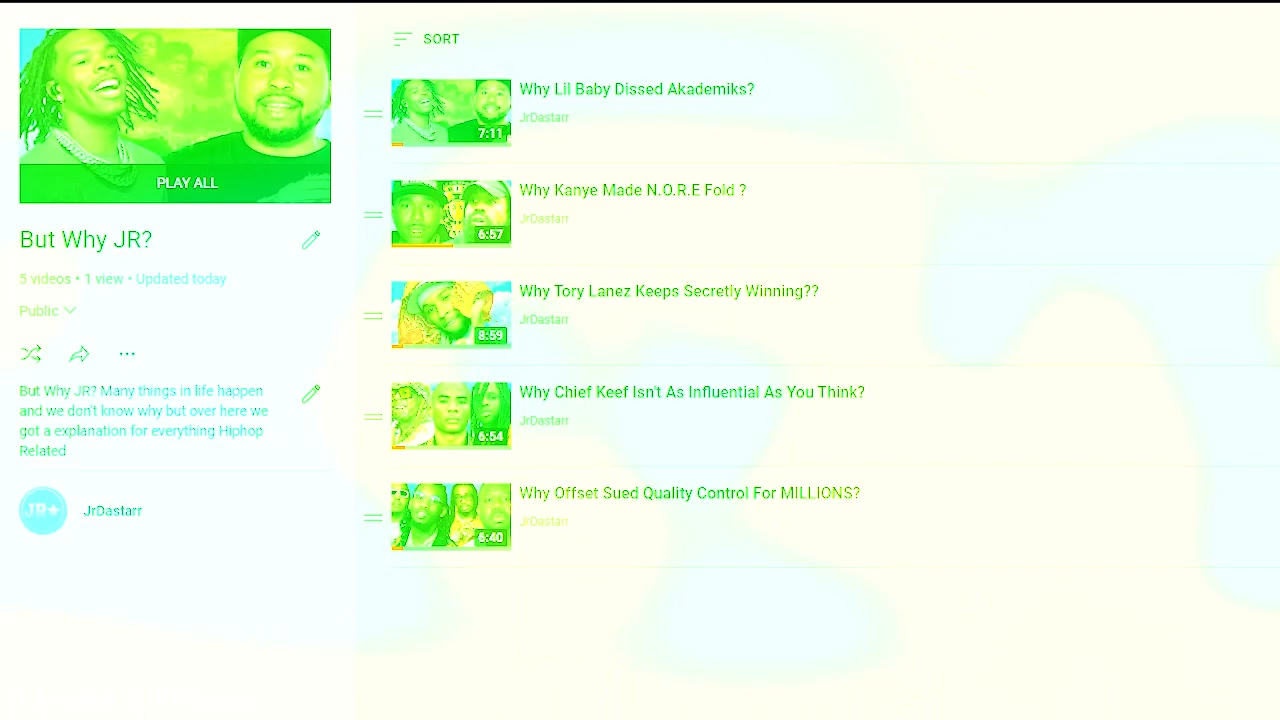 SORT
PLAY ALL
But Why JR?
5 videos • 1 view • Updated today
Public
But Why JR? Many things in life happen
and we don't know why but over here we
got a explanation for everything Hiphop
Related
JR+
JrDastarr
7:11
Why Lil Baby Dissed Akademiks?
JrDastarr
6:57
Why Kanye Made N.O.R.E Fold ?
JrDastarr
8:59
Why Tory Lanez Keeps Secretly Winning??
JrDastarr
6:54
Why Chief Keef Isn't As Influential As You Think?
JrDastarr
6:40
Why Offset Sued Quality Control For MILLIONS?
JrDastarr